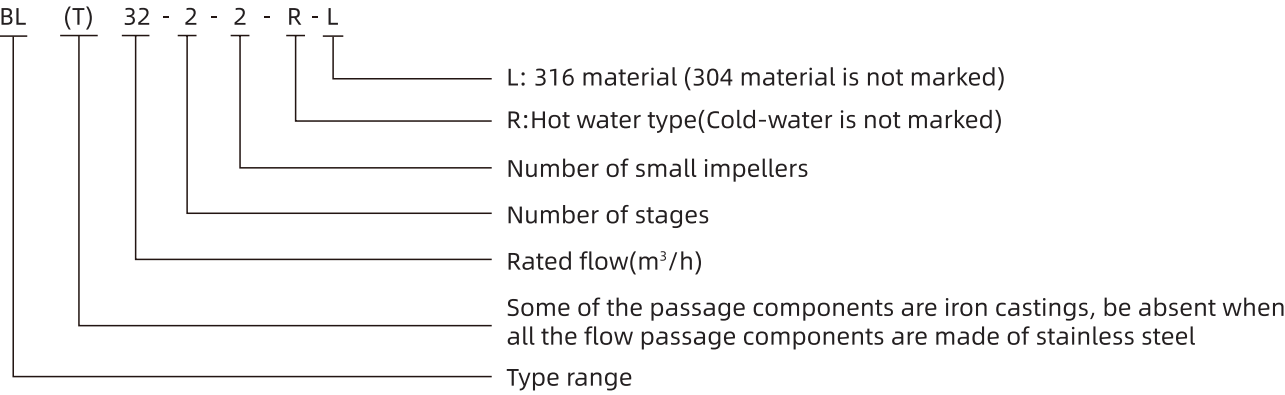 BL (T) 32 - 2 - 2 - R - L
L: 316 material (304 material is not marked)
R:Hot water type(Cold-water is not marked)
Number of small impellers
Number of stages
Rated flow(m³/h)
Some of the passage components are iron castings, be absent when
all the flow passage components are made of stainless steel
Type range